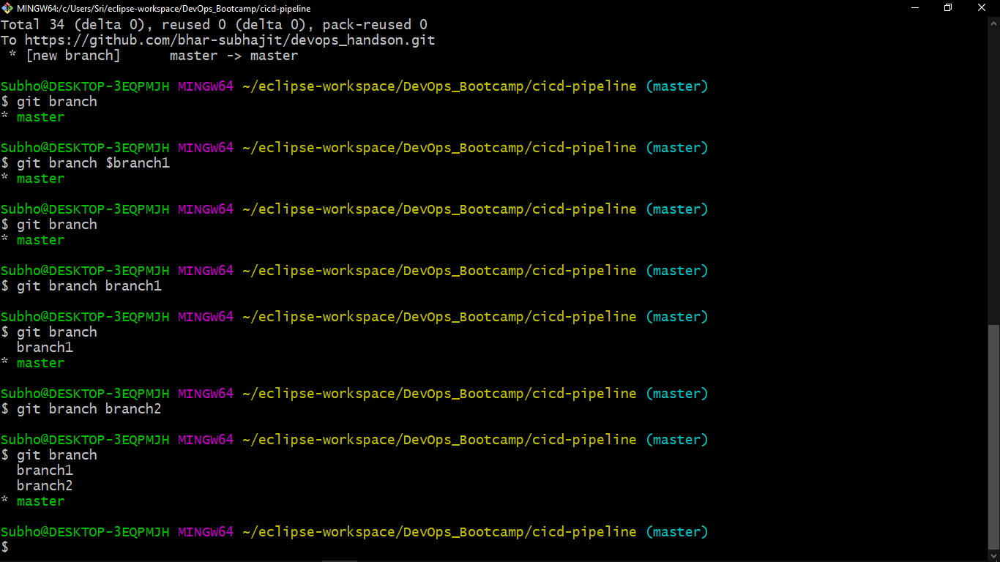 MINGW64:/c/Users/Sri/eclipse-workspace/DevOps_Bootcamp/cicd-pipeline
Total 34 (delta 0), reused 0 (delta 0), pack-reused 0
To https://github.com/bhar-subhajit/devops_handson.git
 * [new branch]      master -> master

Subho@DESKTOP-3EQPMJH MINGW64 ~/eclipse-workspace/DevOps_Bootcamp/cicd-pipeline (master)
$ git branch
* master

Subho@DESKTOP-3EQPMJH MINGW64 ~/eclipse-workspace/DevOps_Bootcamp/cicd-pipeline (master)
$ git branch $branch1
* master

Subho@DESKTOP-3EQPMJH MINGW64 ~/eclipse-workspace/DevOps_Bootcamp/cicd-pipeline (master)
$ git branch
* master

Subho@DESKTOP-3EQPMJH MINGW64 ~/eclipse-workspace/DevOps_Bootcamp/cicd-pipeline (master)
$ git branch branch1

Subho@DESKTOP-3EQPMJH MINGW64 ~/eclipse-workspace/DevOps_Bootcamp/cicd-pipeline (master)
$ git branch
  branch1
* master

Subho@DESKTOP-3EQPMJH MINGW64 ~/eclipse-workspace/DevOps_Bootcamp/cicd-pipeline (master)
$ git branch branch2

Subho@DESKTOP-3EQPMJH MINGW64 ~/eclipse-workspace/DevOps_Bootcamp/cicd-pipeline (master)
$ git branch
  branch1
  branch2
* master

Subho@DESKTOP-3EQPMJH MINGW64 ~/eclipse-workspace/DevOps_Bootcamp/cicd-pipeline (master)
$